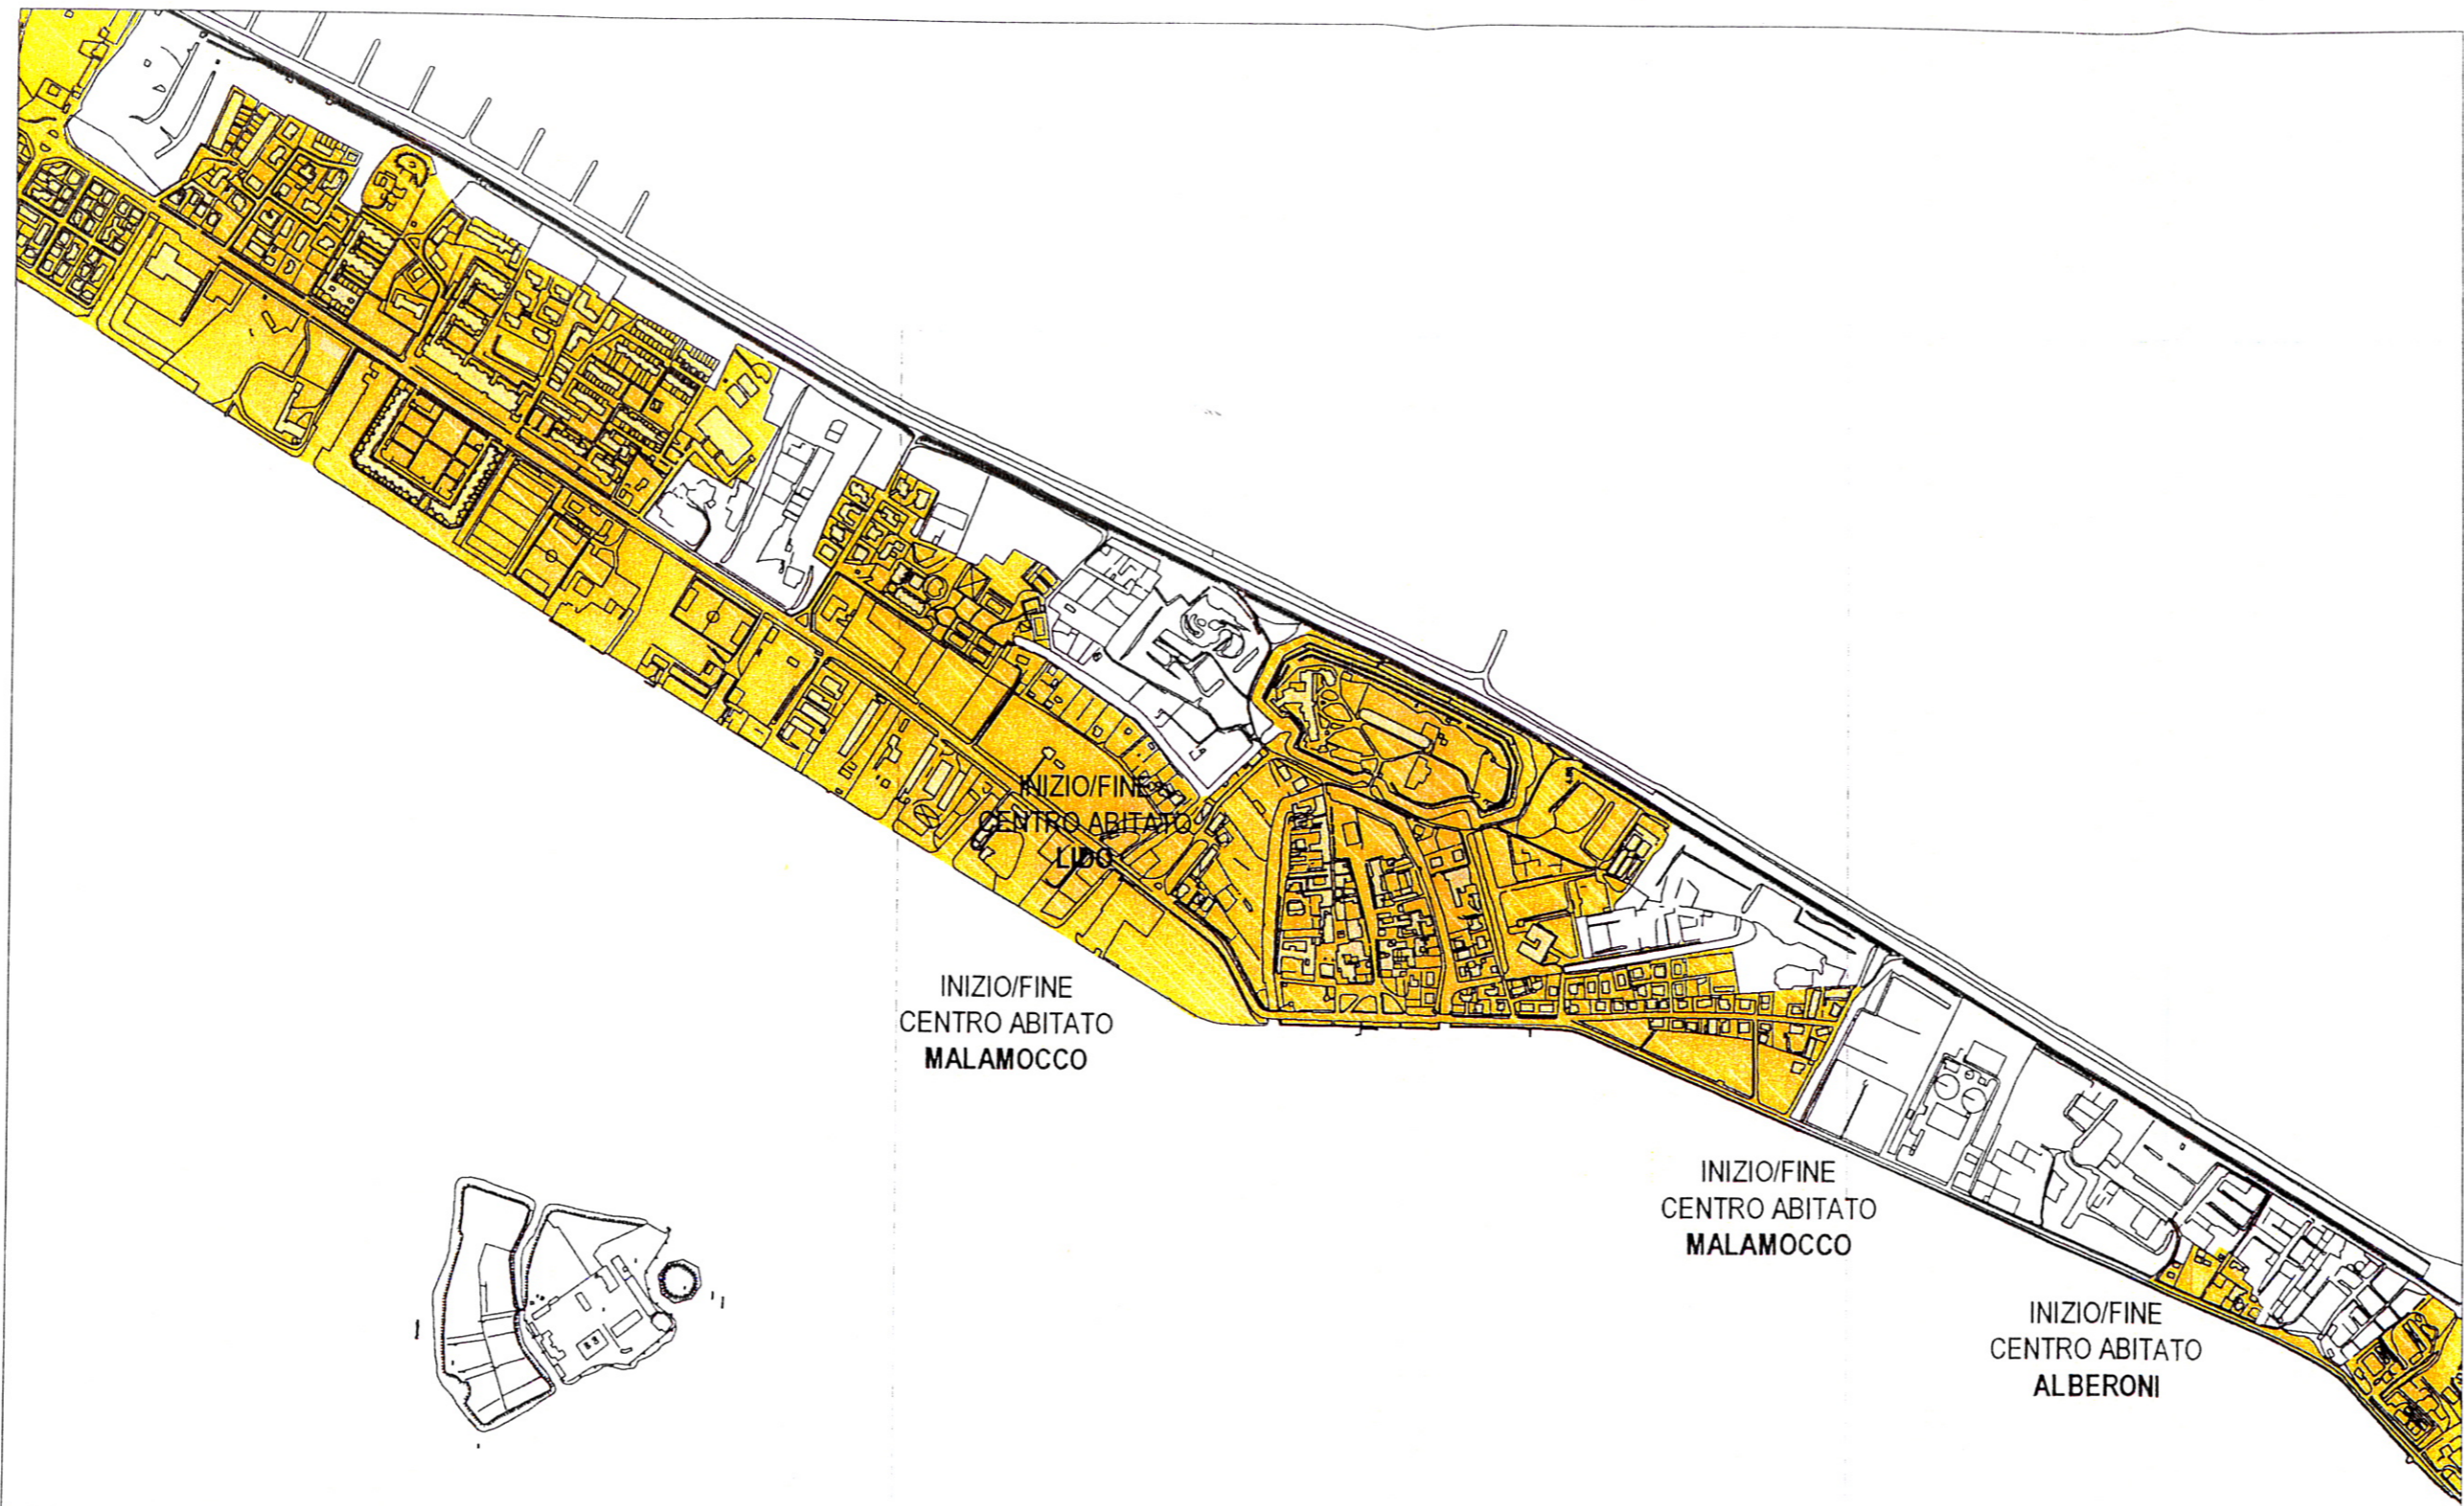 INIZIO/FINE
CENTRO ABITATO
LIDO
INIZIO/FINE
CENTRO ABITATO
MALAMOCCO
INIZIO/FINE
CENTRO ABITATO
MALAMOCCO
INIZIO/FINE
CENTRO ABITATO
ALBERONI